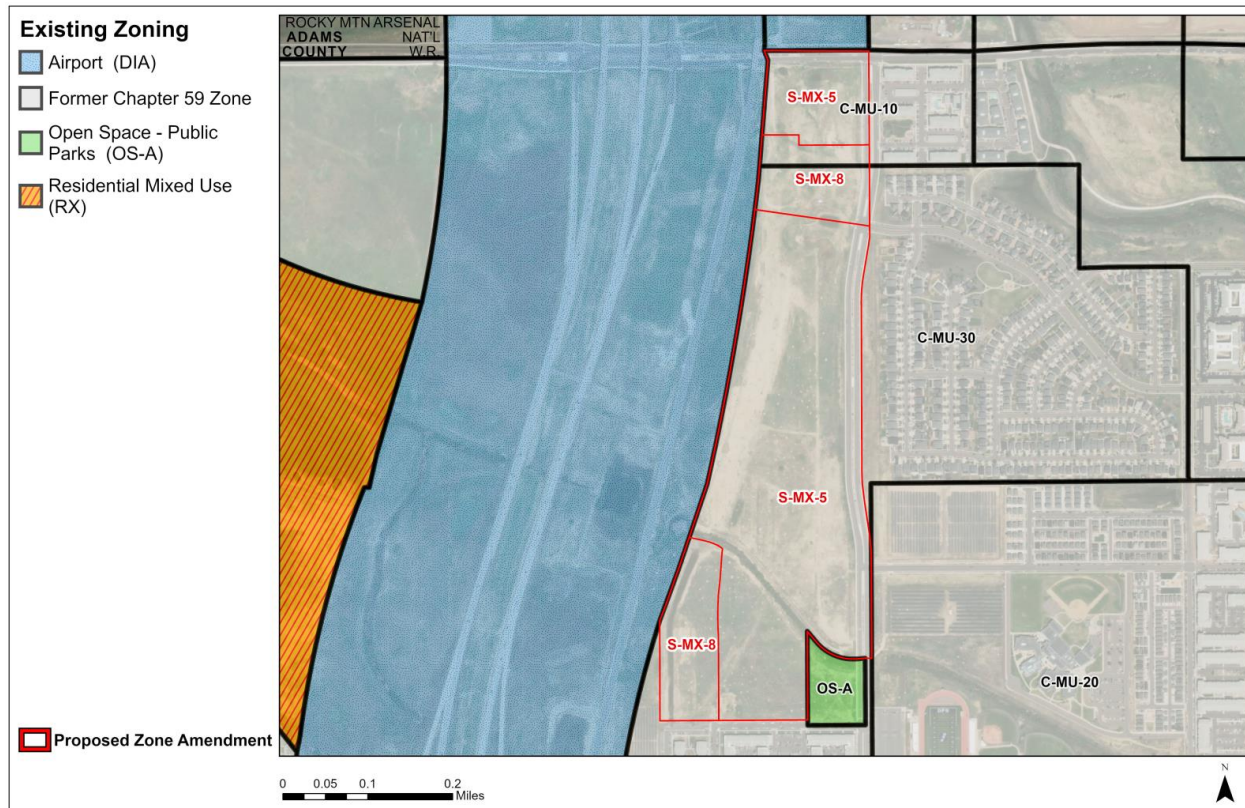 Existing Zoning
Airport (DIA)
Former Chapter 59 Zone
Open Space - Public
Parks (OS-A)
Residential Mixed Use
(RX)
Proposed Zone Amendment
ROCKY MTN ARSENAL
ADAMS NAT'L
COUNTY W.R.
S-MX-5
C-MU-10
S-MX-8
C-MU-30
S-MX-5
S-MX-8
OS-A
C-MU-20
0 0.05 0.1 0.2
Miles
N